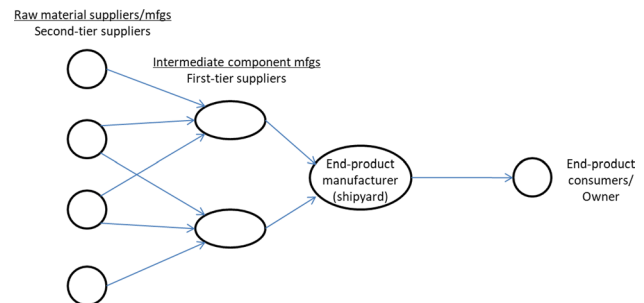 Raw material suppliers/mfgs
Second-tier suppliers
Intermediate component mfgs
First-tier suppliers
End-product
manufacturer
(shipyard)
End-product
consumers/
Owner